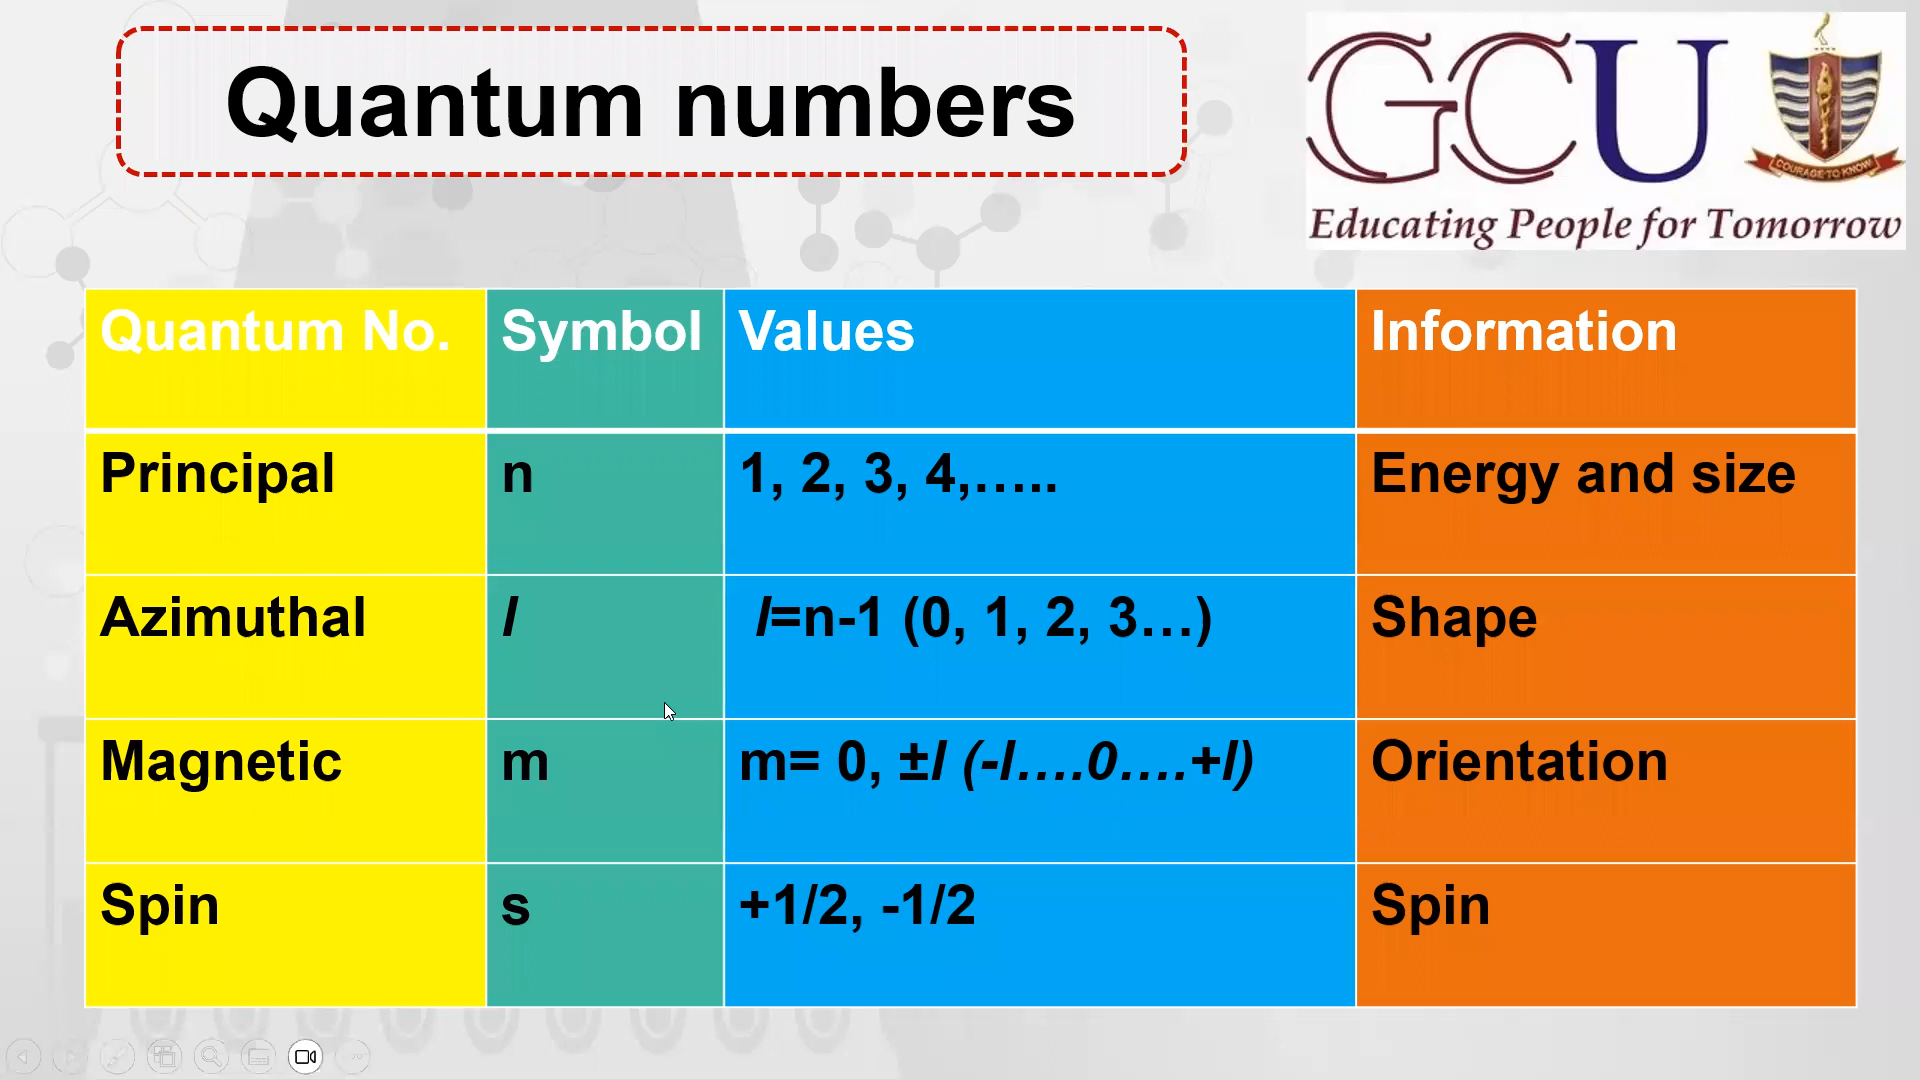 Quantum numbers
GCU
COURAGE TO KNOW
Educating People for Tomorrow
Quantum No. Symbol Values Information
Principal n 1, 2, 3, 4,….. Energy and size
Azimuthal l l=n-1 (0, 1, 2, 3…) Shape
Magnetic m m= 0, ±l (-l….0….+l) Orientation
Spin s +1/2, -1/2 Spin